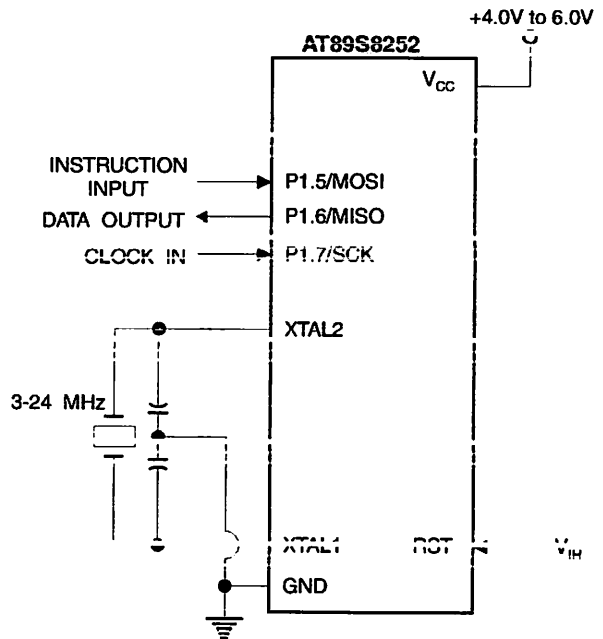 +4.0V to 6.0V
AT89S8252
VCC
INSTRUCTION
INPUT
P1.5/MOSI
DATA OUTPUT
P1.6/MISO
CLOCK IN
P1.7/SCK
XTAL2
3-24 MHz
XTAL1
RST
VIH
GND